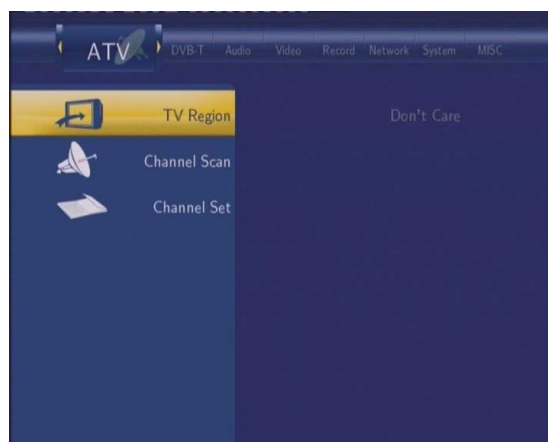 ATV DVB-T Audio Video Record Network System MISC
TV Region Don't Care
Channel Scan
Channel Set